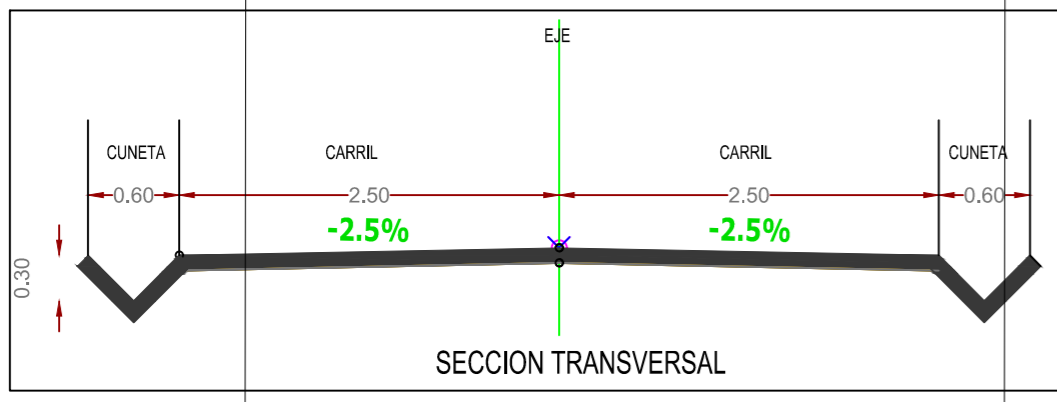 EJE
CUNETA CARRIL CARRIL CUNETA
0.60 2.50 2.50 0.60
-2.5% -2.5%
0.30
SECCION TRANSVERSAL